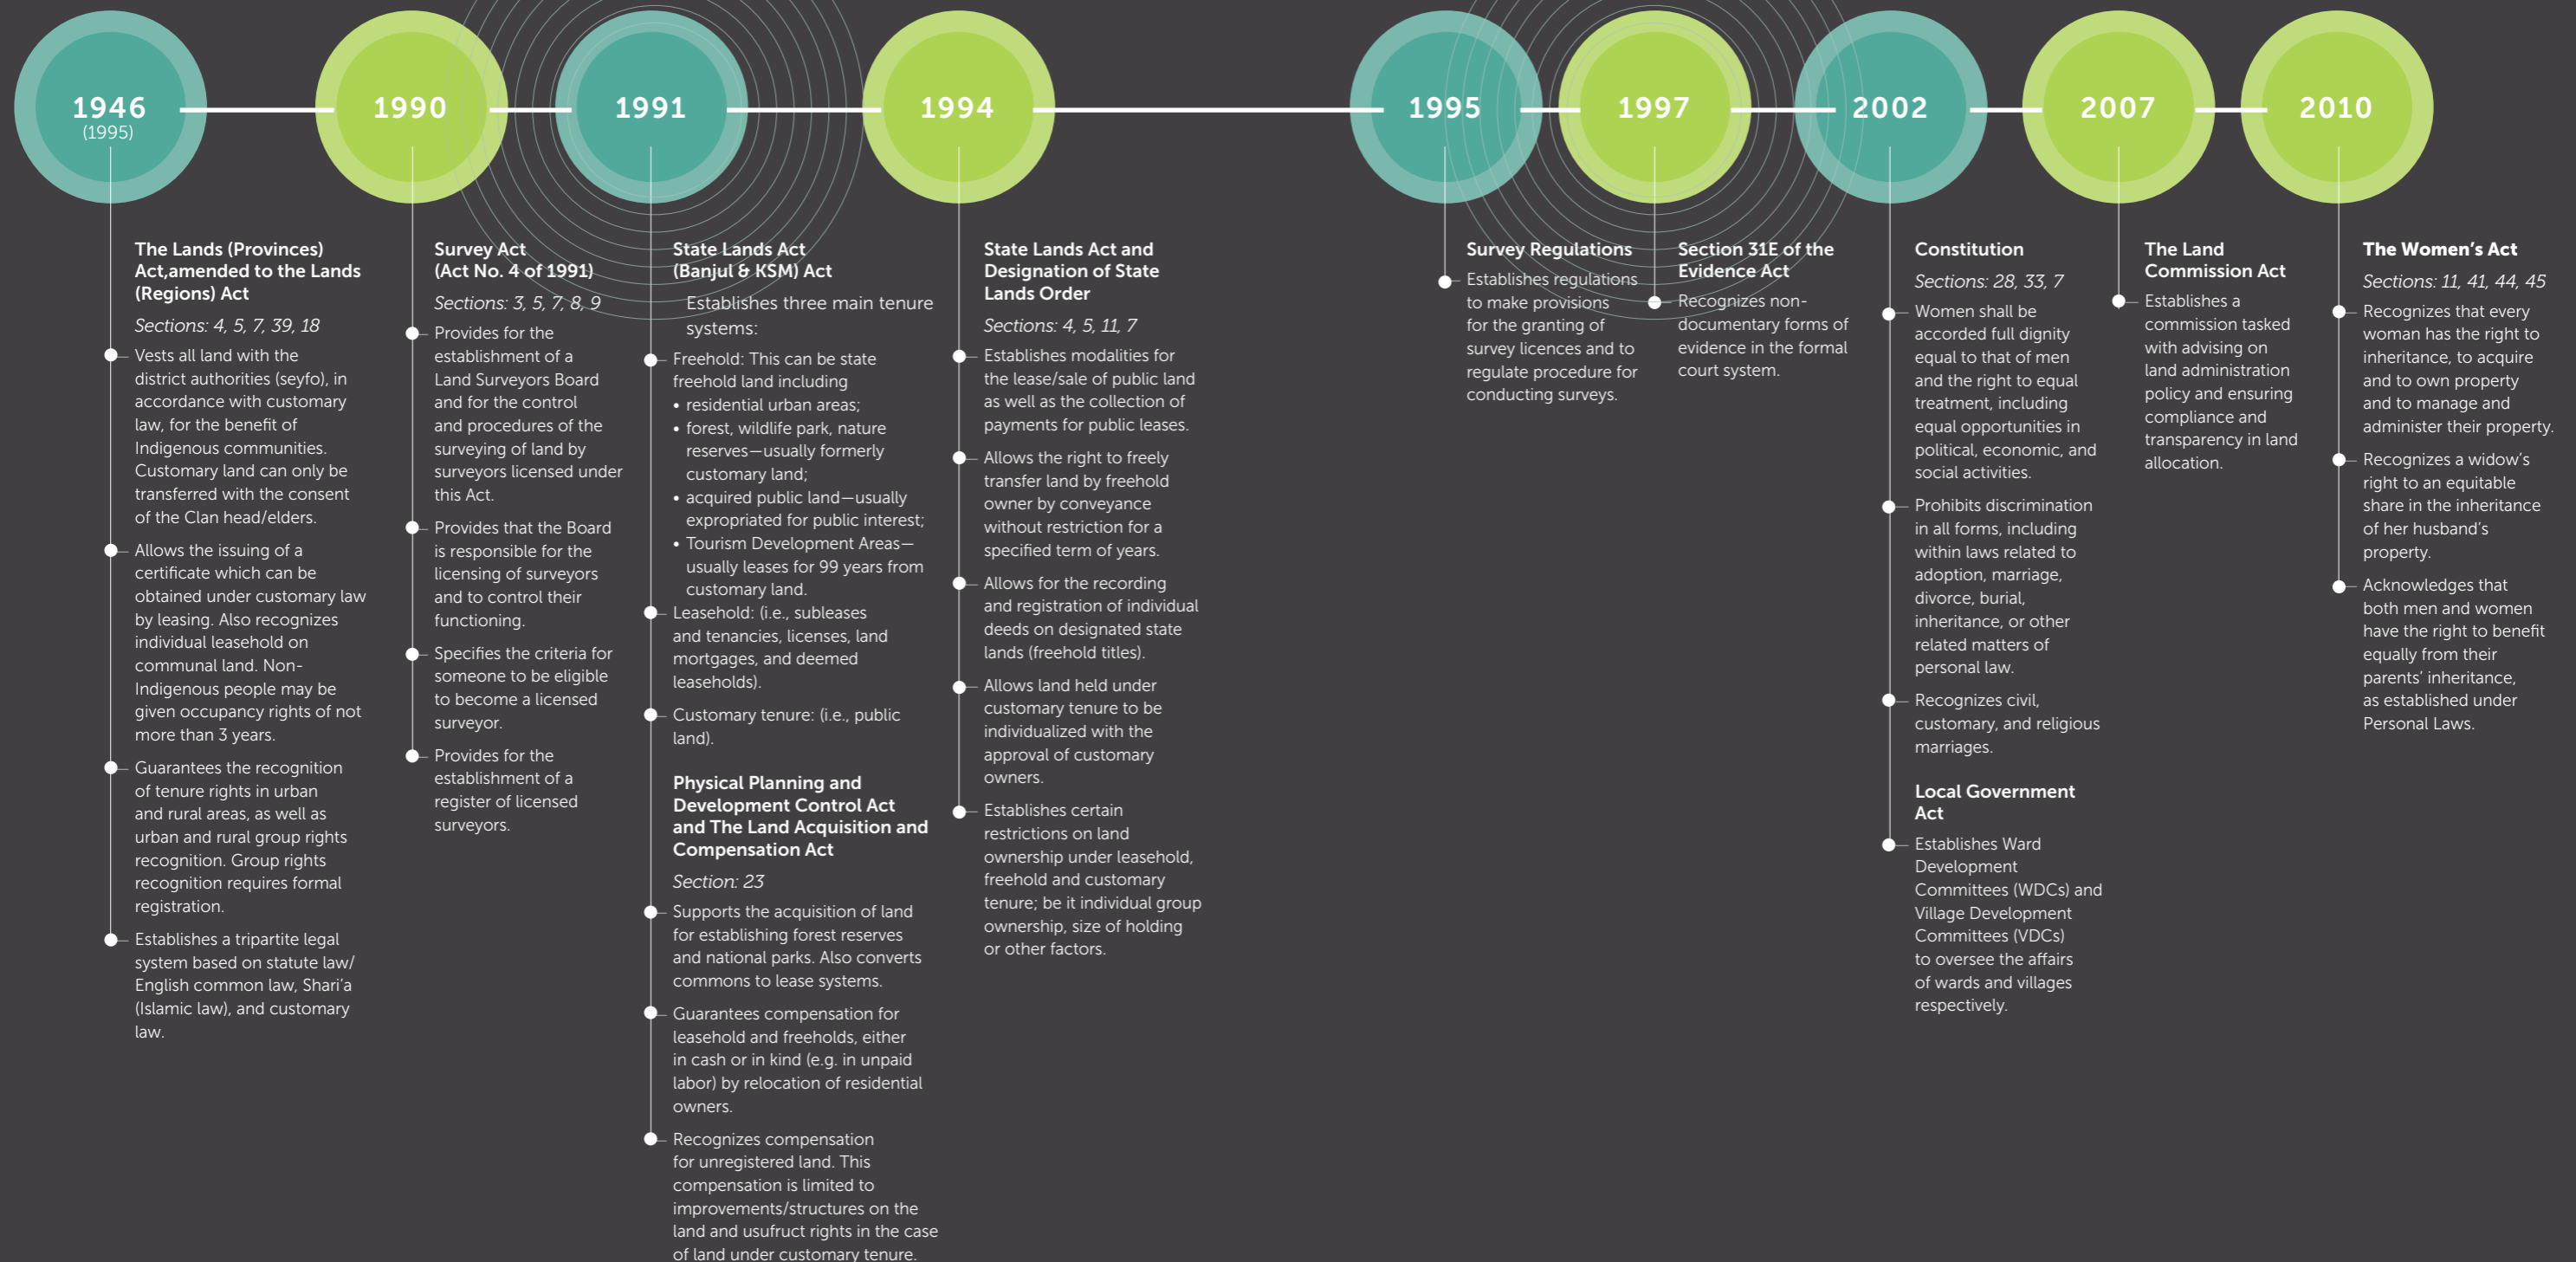 1946
(1995)
The Lands (Provinces)
Act,amended to the Lands
(Regions) Act
Sections: 4, 5, 7, 39, 18
Vests all land with the
district authorities (seyfo), in
accordance with customary
law, for the benefit of
Indigenous communities.
Customary land can only be
transferred with the consent
of the Clan head/elders.
Allows the issuing of a
certificate which can be
obtained under customary law
by leasing. Also recognizes
individual leasehold on
communal land. Non-
Indigenous people may be
given occupancy rights of not
more than 3 years.
Guarantees the recognition
of tenure rights in urban
and rural areas, as well as
urban and rural group rights
recognition. Group rights
recognition requires formal
registration.
Establishes a tripartite legal
system based on statute law/
English common law, Shari'a
(Islamic law), and customary
law.
1990
Survey Act
(Act No. 4 of 1991)
Sections: 3, 5, 7, 8, 9
Provides for the
establishment of a
Land Surveyors Board
and for the control
and procedures of the
surveying of land by
surveyors licensed under
this Act.
Provides that the Board
is responsible for the
licensing of surveyors
and to control their
functioning.
Specifies the criteria for
someone to be eligible
to become a licensed
surveyor.
Provides for the
establishment of a
register of licensed
surveyors.
1991
State Lands Act
(Banjul & KSM) Act
Establishes three main tenure
systems:
Freehold: This can be state
freehold land including
• residential urban areas;
• forest, wildlife park, nature
reserves—usually formerly
customary land;
• acquired public land—usually
expropriated for public interest;
• Tourism Development Areas—
usually leases for 99 years from
customary land.
Leasehold: (i.e., subleases
and tenancies, licenses, land
mortgages, and deemed
leaseholds).
Customary tenure: (i.e., public
land).
Physical Planning and
Development Control Act
and The Land Acquisition and
Compensation Act
Section: 23
Supports the acquisition of land
for establishing forest reserves
and national parks. Also converts
commons to lease systems.
Guarantees compensation for
leasehold and freeholds, either
in cash or in kind (e.g. in unpaid
labor) by relocation of residential
owners.
Recognizes compensation
for unregistered land. This
compensation is limited to
improvements/structures on the
land and usufruct rights in the case
of land under customary tenure.
1994
State Lands Act and
Designation of State
Lands Order
Sections: 4, 5, 11, 7
Establishes modalities for
the lease/sale of public land
as well as the collection of
payments for public leases.
Allows the right to freely
transfer land by freehold
owner by conveyance
without restriction for a
specified term of years.
Allows for the recording
and registration of individual
deeds on designated state
lands (freehold titles).
Allows land held under
customary tenure to be
individualized with the
approval of customary
owners.
Establishes certain
restrictions on land
ownership under leasehold,
freehold and customary
tenure; be it individual group
ownership, size of holding
or other factors.
1995
Survey Regulations
Establishes regulations
to make provisions
for the granting of
survey licences and to
regulate procedure for
conducting surveys.
1997
Section 31E of the
Evidence Act
Recognizes non-
documentary forms of
evidence in the formal
court system.
2002
Constitution
Sections: 28, 33, 7
Women shall be
accorded full dignity
equal to that of men
and the right to equal
treatment, including
equal opportunities in
political, economic, and
social activities.
Prohibits discrimination
in all forms, including
within laws related to
adoption, marriage,
divorce, burial,
inheritance, or other
related matters of
personal law.
Recognizes civil,
customary, and religious
marriages.
Local Government
Act
Establishes Ward
Development
Committees (WDCs) and
Village Development
Committees (VDCs)
to oversee the affairs
of wards and villages
respectively.
2007
The Land
Commission Act
Establishes a
commission tasked
with advising on
land administration
policy and ensuring
compliance and
transparency in land
allocation.
2010
The Women's Act
Sections: 11, 41, 44, 45
Recognizes that every
woman has the right to
inheritance, to acquire
and to own property
and to manage and
administer their property.
Recognizes a widow's
right to an equitable
share in the inheritance
of her husband's
property.
Acknowledges that
both men and women
have the right to benefit
equally from their
parents' inheritance,
as established under
Personal Laws.